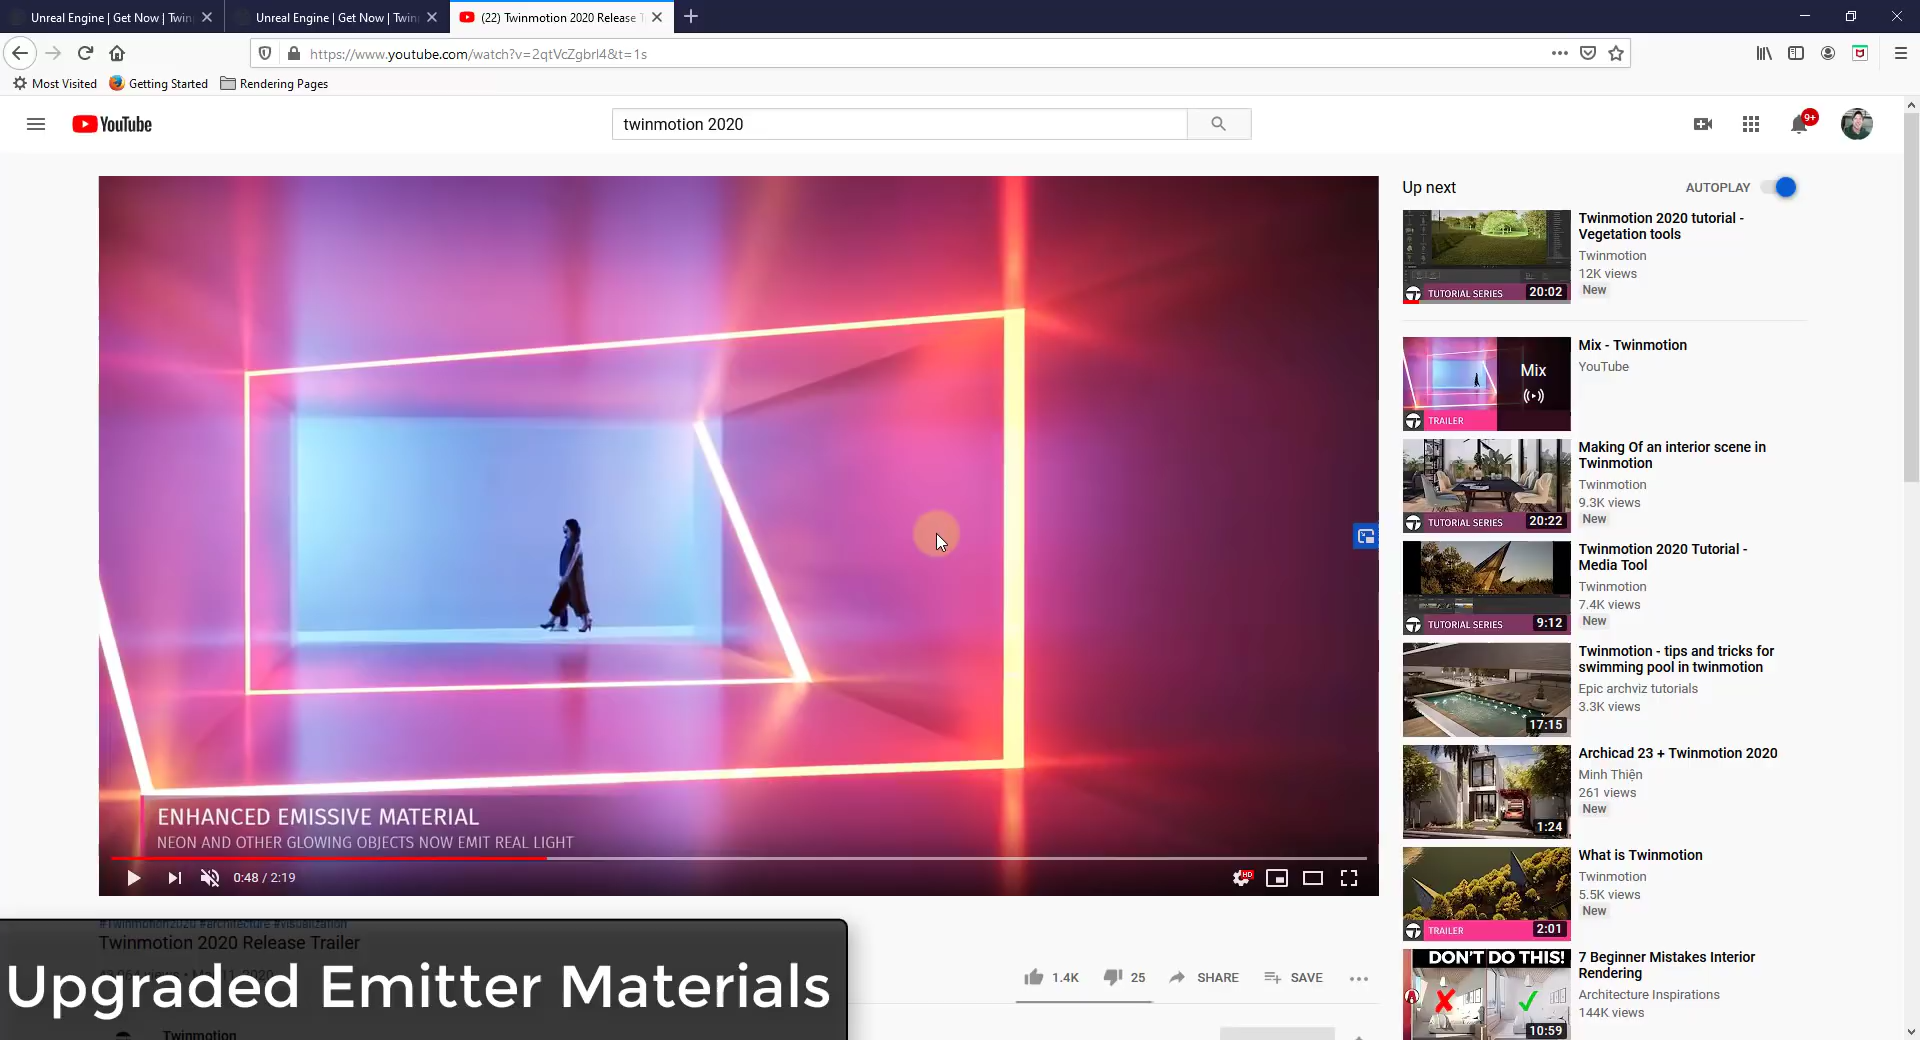 Unreal Engine | Get Now | Twin
Unreal Engine | Get Now | Twin
(22) Twinmotion 2020 Release T
https://www.youtube.com/watch?v=2qtVcZgbrI4&t=1s
Most Visited
Getting Started
Rendering Pages
YouTube
twinmotion 2020
9+
ENHANCED EMISSIVE MATERIAL
NEON AND OTHER GLOWING OBJECTS NOW EMIT REAL LIGHT
0:48 / 2:19
HD
#Twinmotion2020 #architecture #visualization
Twinmotion 2020 Release Trailer
Upgraded Emitter Materials
Twinmotion
1.4K
25
SHARE
SAVE
Up next
AUTOPLAY
TUTORIAL SERIES
20:02
Twinmotion 2020 tutorial -
Vegetation tools
Twinmotion
12K views
New
Mix
TRAILER
Mix - Twinmotion
YouTube
TUTORIAL SERIES
20:22
Making Of an interior scene in
Twinmotion
Twinmotion
9.3K views
New
TUTORIAL SERIES
9:12
Twinmotion 2020 Tutorial -
Media Tool
Twinmotion
7.4K views
New
17:15
Twinmotion - tips and tricks for
swimming pool in twinmotion
Epic archviz tutorials
3.3K views
1:24
Archicad 23 + Twinmotion 2020
Minh Thiện
261 views
New
TRAILER
2:01
What is Twinmotion
Twinmotion
5.5K views
New
DON'T DO THIS!
10:59
7 Beginner Mistakes Interior
Rendering
Architecture Inspirations
144K views